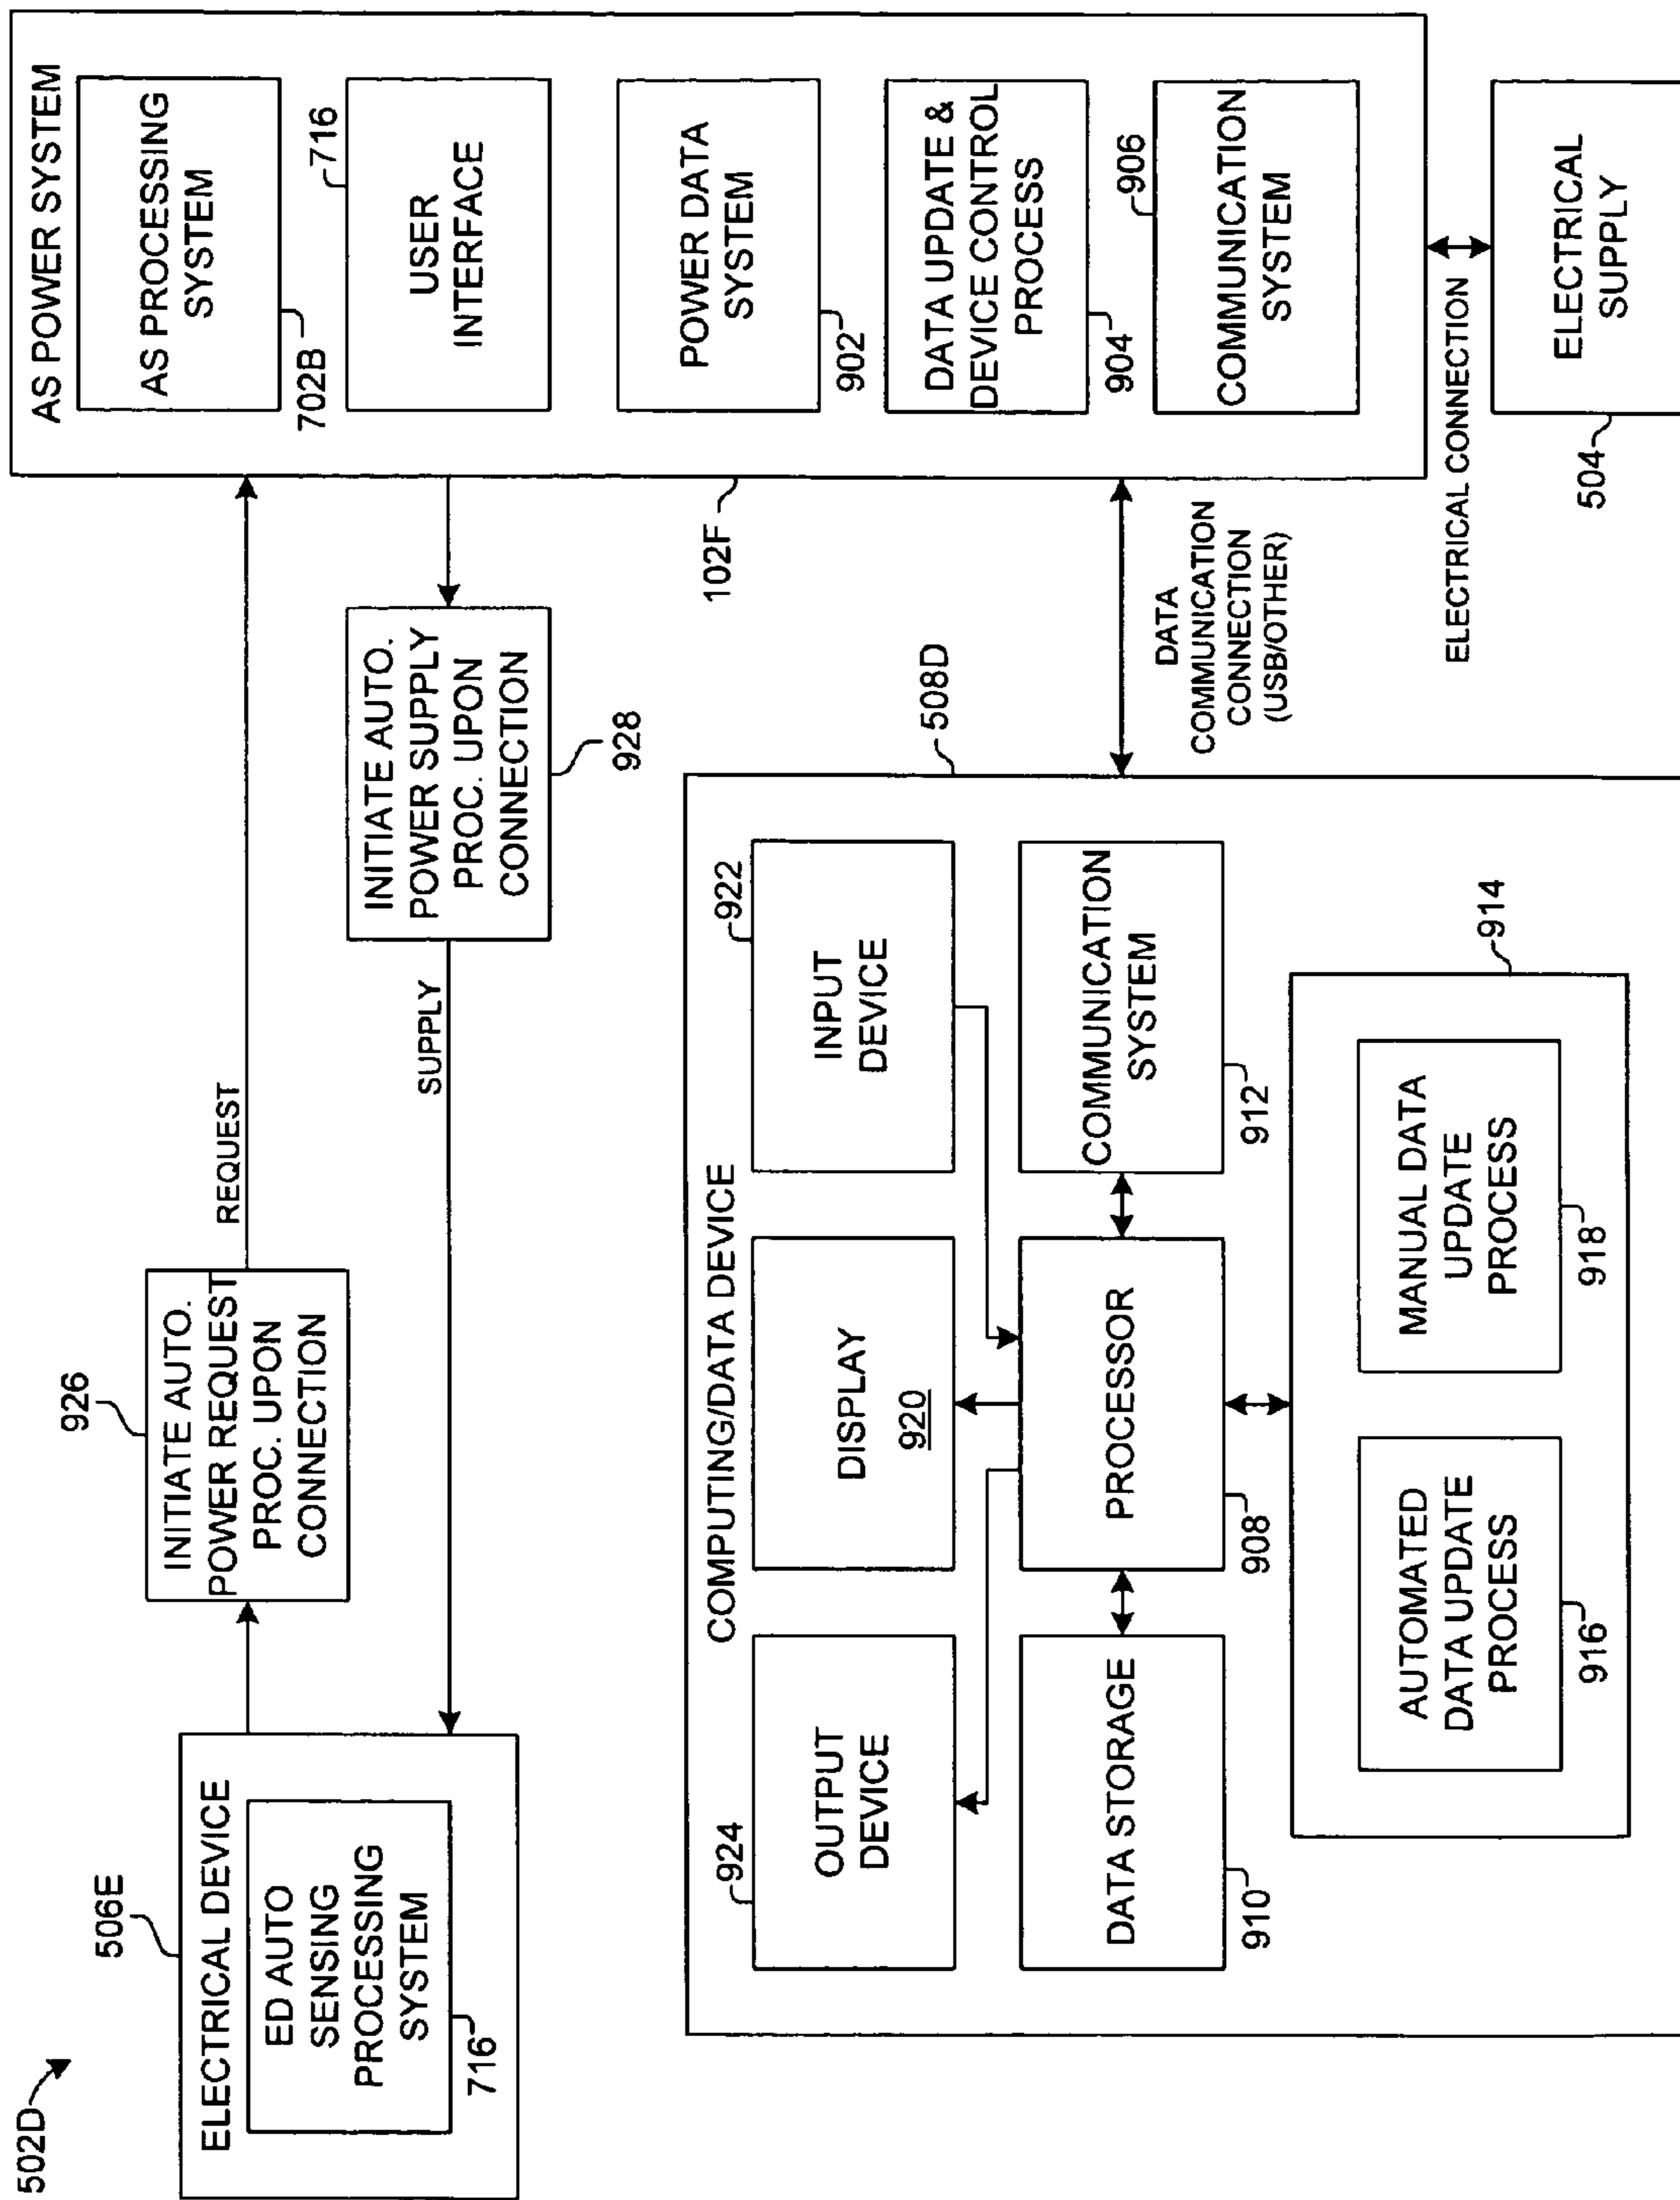 502D
506E
ELECTRICAL DEVICE
ED AUTO
SENSING
PROCESSING
SYSTEM
716
926
INITIATE AUTO.
POWER REQUEST
PROC. UPON
CONNECTION
REQUEST
SUPPLY
INITIATE AUTO.
POWER SUPPLY
PROC. UPON
CONNECTION
928
AS POWER SYSTEM
AS PROCESSING
SYSTEM
702B
716
USER
INTERFACE
POWER DATA
SYSTEM
902
DATA UPDATE &
DEVICE CONTROL
PROCESS
904
906
COMMUNICATION
SYSTEM
102F
DATA
COMMUNICATION
CONNECTION
(USB/OTHER)
ELECTRICAL CONNECTION
ELECTRICAL
SUPPLY
504
508D
COMPUTING/DATA DEVICE
924
OUTPUT
DEVICE
DISPLAY
920
922
INPUT
DEVICE
DATA STORAGE
910
PROCESSOR
908
COMMUNICATION
SYSTEM
912
914
AUTOMATED
DATA UPDATE
PROCESS
916
MANUAL DATA
UPDATE
PROCESS
918